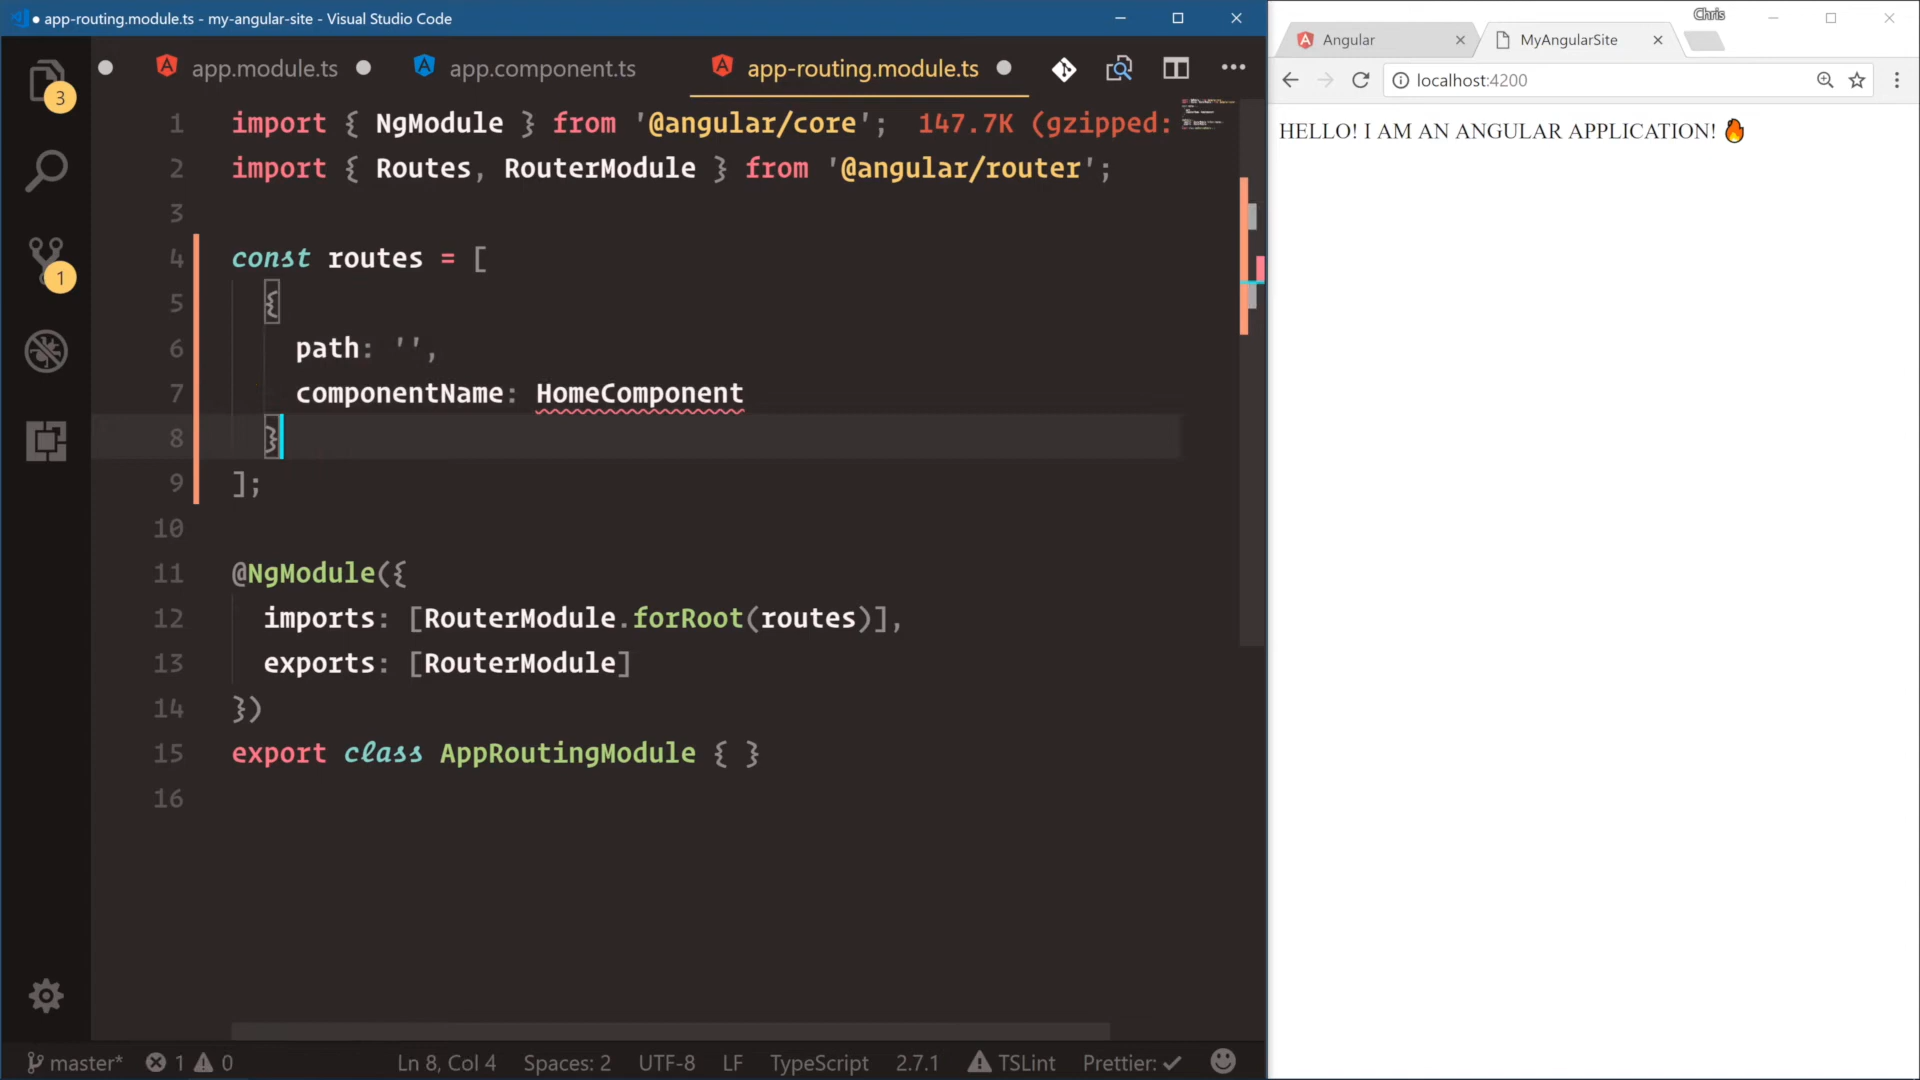 app-routing.module.ts - my-angular-site - Visual Studio Code
app.module.ts
app.component.ts
app-routing.module.ts
3
1
1 import { NgModule } from '@angular/core'; 147.7K (gzipped:
2 import { Routes, RouterModule } from '@angular/router';
3
4 const routes = [
5 {
6 path: '',
7 componentName: HomeComponent
8 }
9 ];
10
11 @NgModule({
12 imports: [RouterModule.forRoot(routes)],
13 exports: [RouterModule]
14 })
15 export class AppRoutingModule { }
16
master* 1 0 Ln 8, Col 4 Spaces: 2 UTF-8 LF TypeScript 2.7.1 TSLint Prettier: ✓
Chris
Angular
MyAngularSite
localhost:4200
HELLO! I AM AN ANGULAR APPLICATION! 🔥